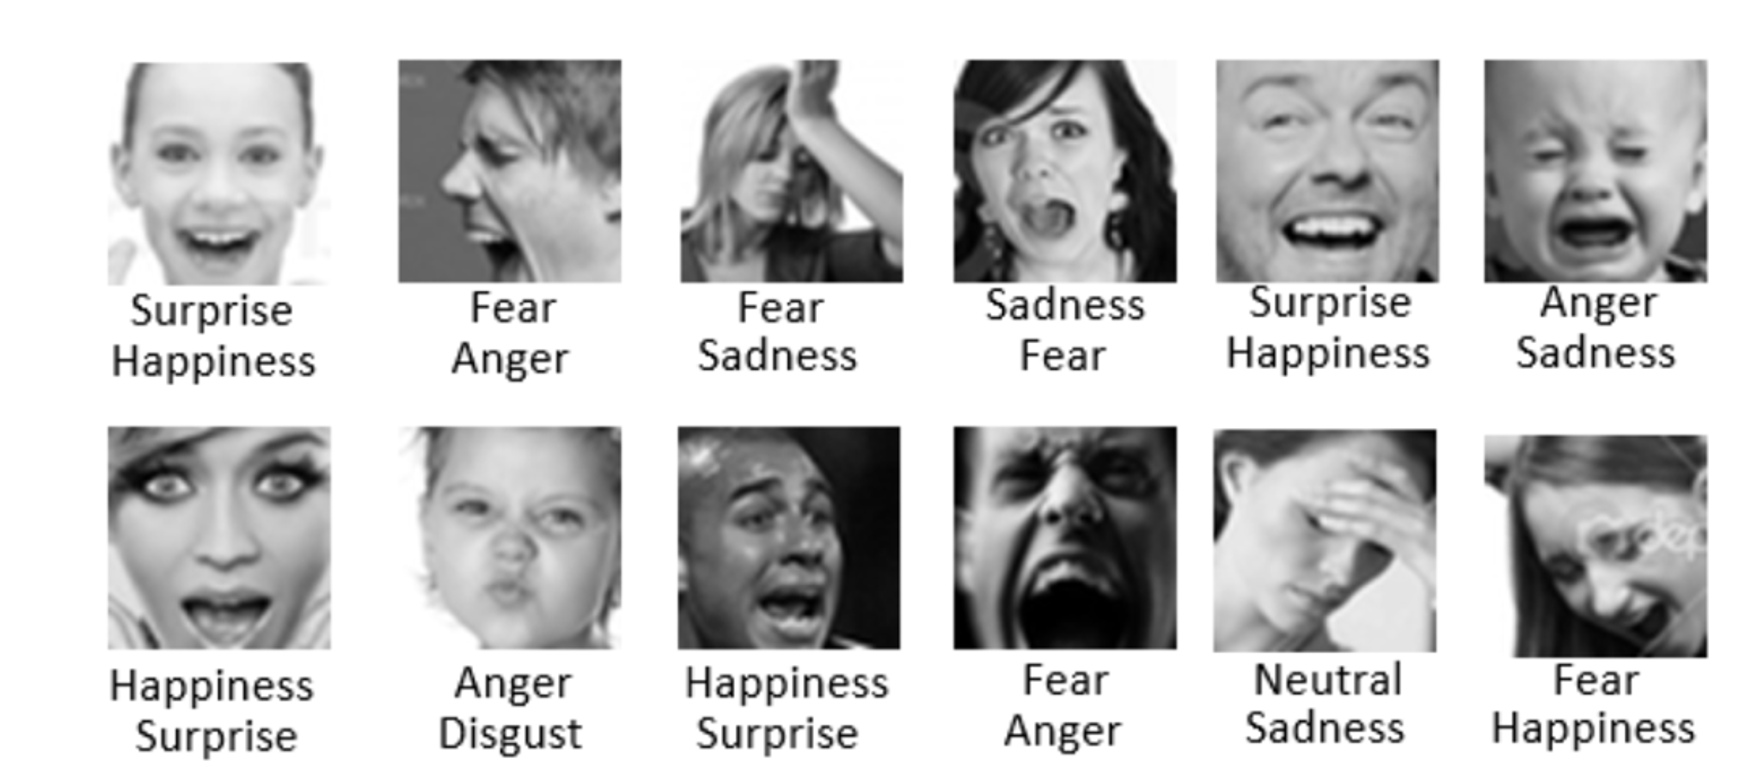 Surprise
Happiness
Fear
Anger
Fear
Sadness
Sadness
Fear
Surprise
Happiness
Anger
Sadness
Happiness
Surprise
Anger
Disgust
Happiness
Surprise
Fear
Anger
Neutral
Sadness
Fear
Happiness